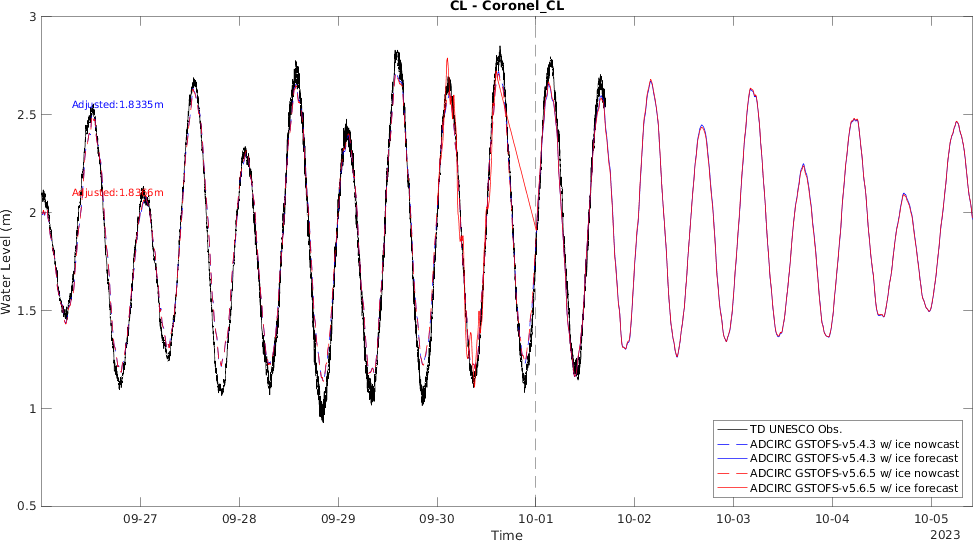 CL - Coronel_CL
3
2.5
2
1.5
1
0.5
Water Level (m)
Adjusted:1.8335m
TD UNESCO Obs.
ADCIRC GSTOFS-v5.4.3 w/ ice nowcast
ADCIRC GSTOFS-v5.4.3 w/ ice forecast
ADCIRC GSTOFS-v5.6.5 w/ ice nowcast
ADCIRC GSTOFS-v5.6.5 w/ ice forecast
09-27
09-28
09-29
09-30
10-01
10-02
10-03
10-04
10-05
Time
2023